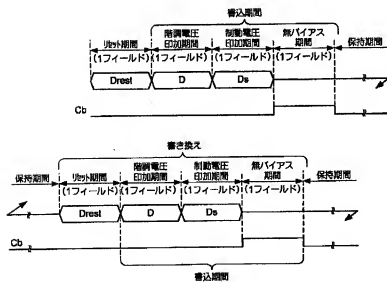 書込期間
リセット期間 階調電圧印加期間 制動電圧印加期間 無バイアス期間 保持期間
(1フィールド) (1フィールド) (1フィールド) (1フィールド)
Drest D Ds
Cb
書き換え
保持期間 リセット期間 階調電圧印加期間 制動電圧印加期間 無バイアス期間 保持期間
(1フィールド) (1フィールド) (1フィールド) (1フィールド)
Drest D Ds
Cb
書込期間